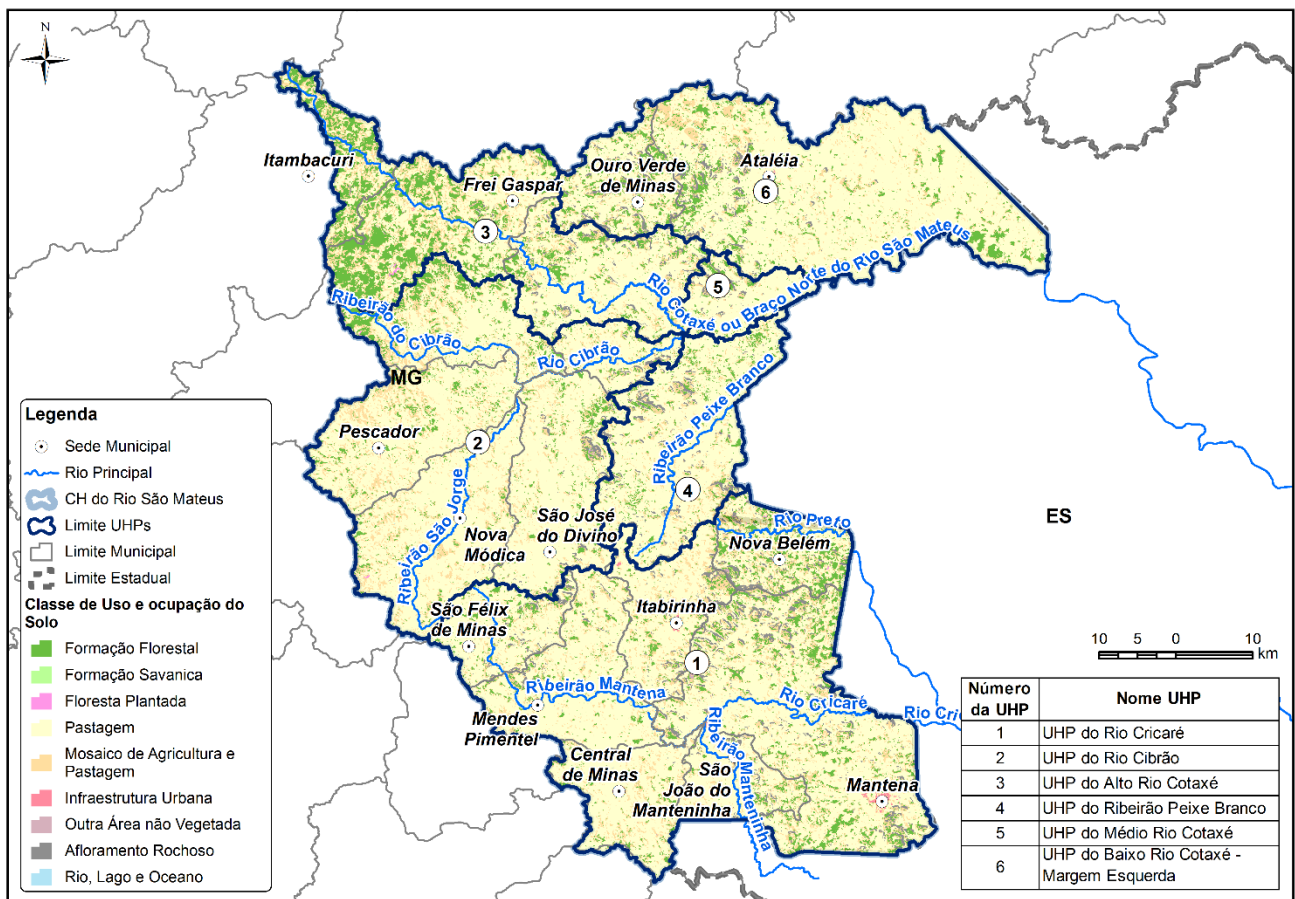 N
Itambacuri
Frei Gaspar
Ouro Verde
de Minas
Ataléia
6
3
5
Rio Cotaxé ou Braço Norte do Rio São Mateus
Ribeirão do Cibrão
Rio Cibrão
MG
Ribeirão Peixe Branco
Pescador
2
4
Ribeirão São Jorge
Nova
Módica
São José
do Divino
Rio Preto
Nova Belém
ES
São Félix
de Minas
Itabirinha
1
Ribeirão Mantena
Rio Cricaré
Rio Cri
Mendes
Pimentel
Ribeirão Manteninha
Central
de Minas
São
João do
Manteninha
Mantena
10 5 0 10
km
Legenda
Sede Municipal
Rio Principal
CH do Rio São Mateus
Limite UHPs
Limite Municipal
Limite Estadual
Classe de Uso e ocupação do
Solo
Formação Florestal
Formação Savanica
Floresta Plantada
Pastagem
Mosaico de Agricultura e
Pastagem
Infraestrutura Urbana
Outra Área não Vegetada
Afloramento Rochoso
Rio, Lago e Oceano
Número
da UHP
Nome UHP
1 UHP do Rio Cricaré
2 UHP do Rio Cibrão
3 UHP do Alto Rio Cotaxé
4 UHP do Ribeirão Peixe Branco
5 UHP do Médio Rio Cotaxé
6 UHP do Baixo Rio Cotaxé -
Margem Esquerda